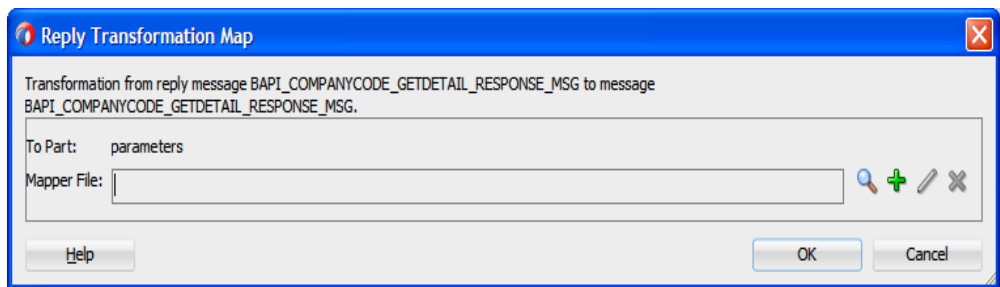 Reply Transformation Map
Transformation from reply message BAPI_COMPANYCODE_GETDETAIL_RESPONSE_MSG to message
BAPI_COMPANYCODE_GETDETAIL_RESPONSE_MSG.
To Part: parameters
Mapper File:
Help OK Cancel